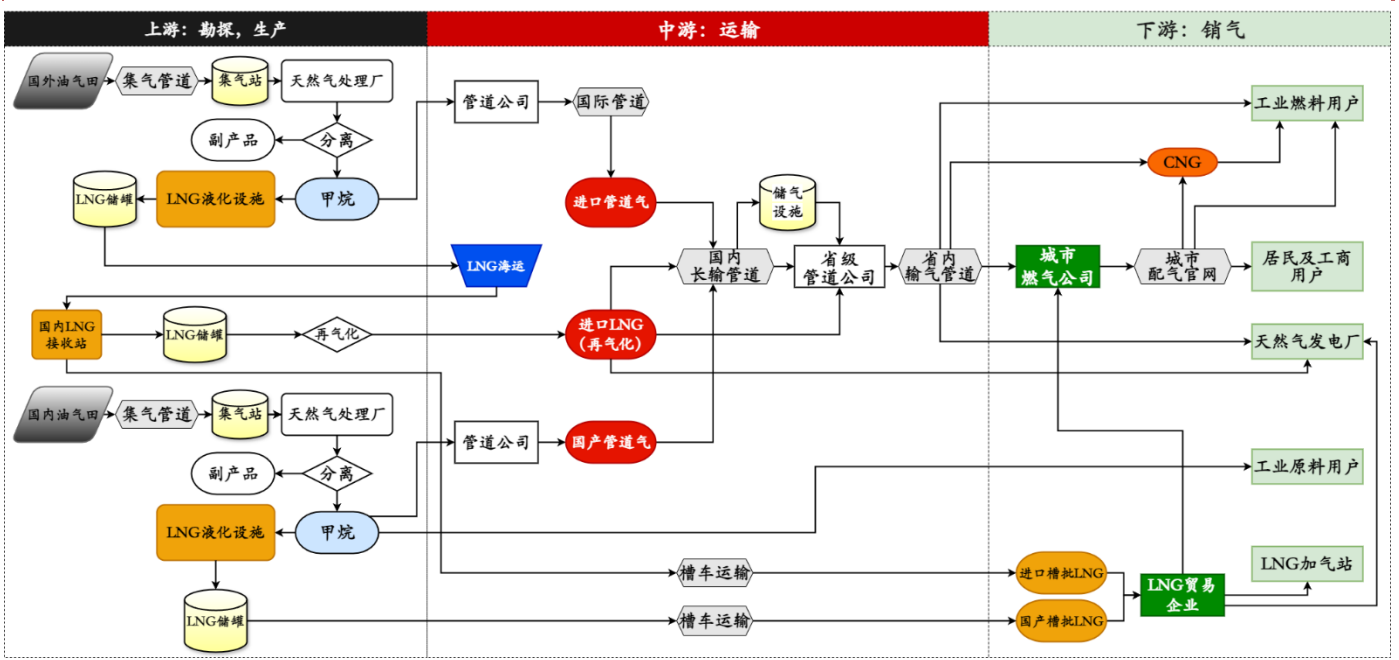 上游：勘探，生产
中游：运输
下游：销气
国外油气田
集气管道
集气站
天然气处理厂
管道公司
国际管道
工业燃料用户
副产品
分离
CNG
LNG储罐
LNG液化设施
甲烷
进口管道气
储气
设施
LNG海运
国内
长输管道
省级
管道公司
省内
输气管道
城市
燃气公司
城市
配气官网
居民及工商
用户
国内LNG
接收站
LNG储罐
再气化
进口LNG
（再气化）
天然气发电厂
国内油气田
集气管道
集气站
天然气处理厂
管道公司
国产管道气
副产品
分离
工业原料用户
LNG液化设施
甲烷
槽车运输
进口槽批LNG
LNG加气站
LNG贸易
企业
LNG储罐
槽车运输
国产槽批LNG